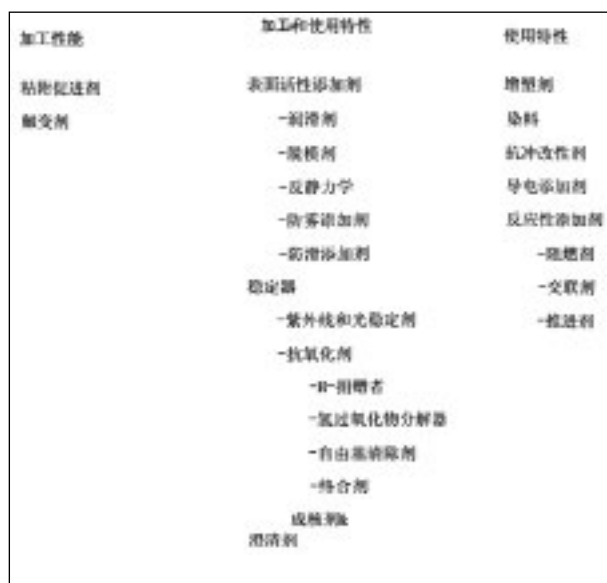 加工性能
粘附促进剂
触变剂
加工和使用特性
表面活性添加剂
-润滑剂
-脱模剂
-反静力学
-防雾添加剂
-防滑添加剂
稳定器
-紫外线和光稳定剂
-抗氧化剂
-H-捐赠者
-氢过氧化物分解器
-自由基清除剂
-络合剂
成核剂&
澄清剂
使用特性
增塑剂
染料
抗冲改性剂
导电添加剂
反应性添加剂
-阻燃剂
-交联剂
-推进剂